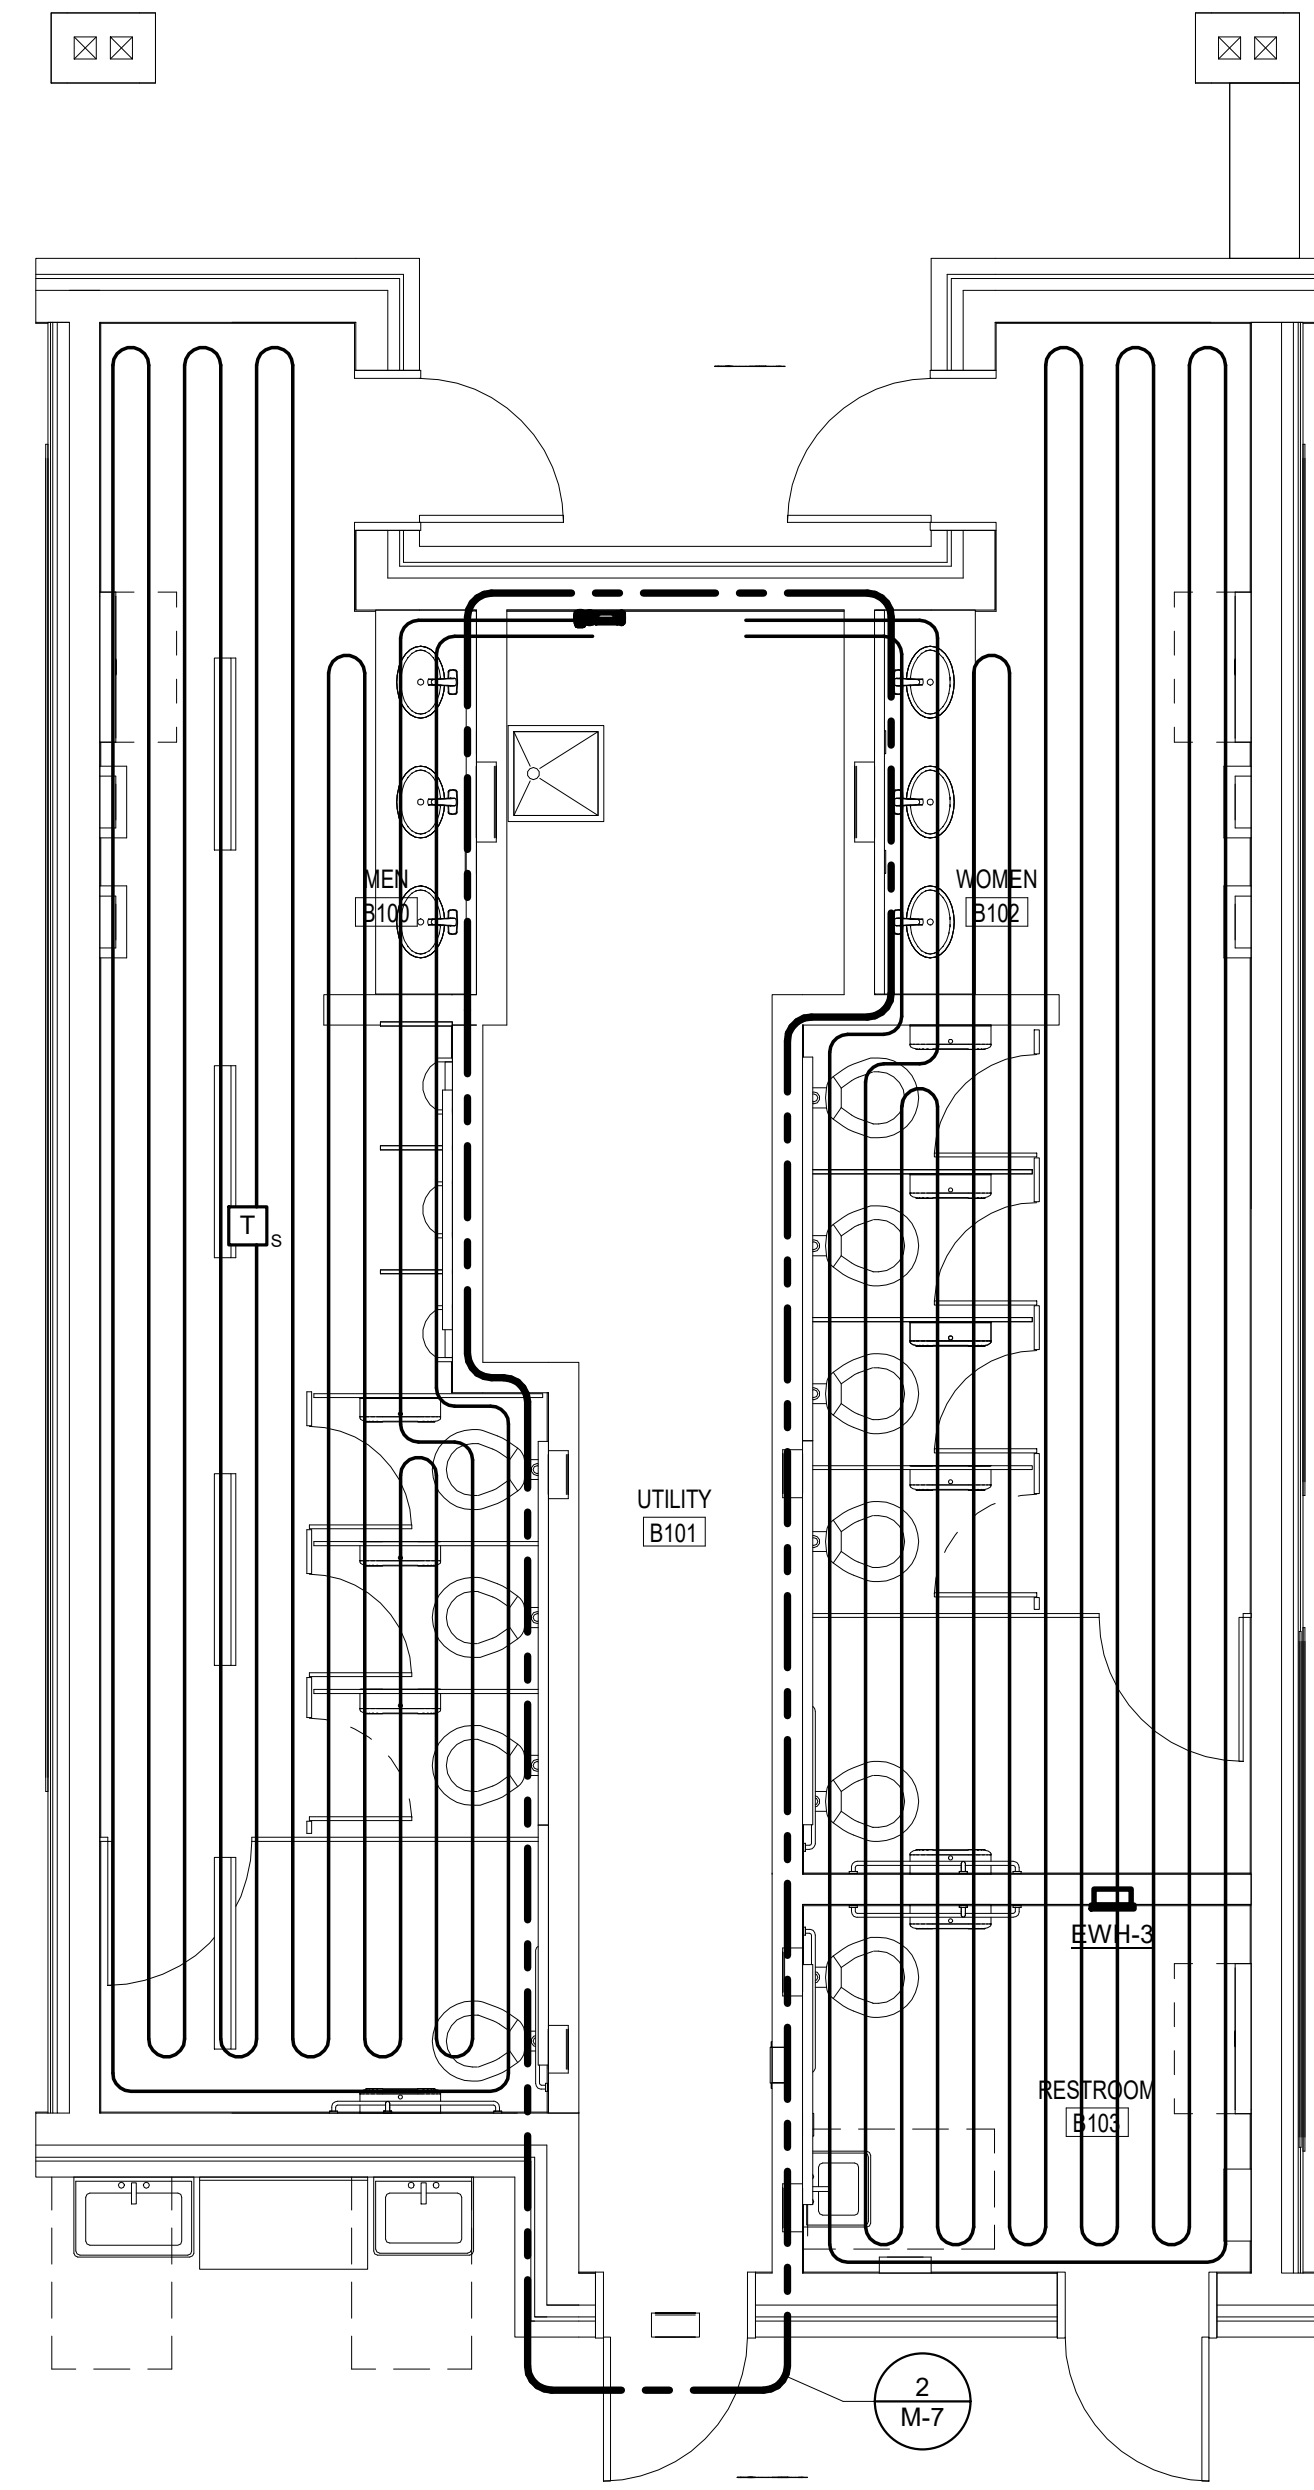 MEN
B100
WOMEN
B102
T
S
UTILITY
B101
EWH-3
RESTROOM
B103
2
M-7